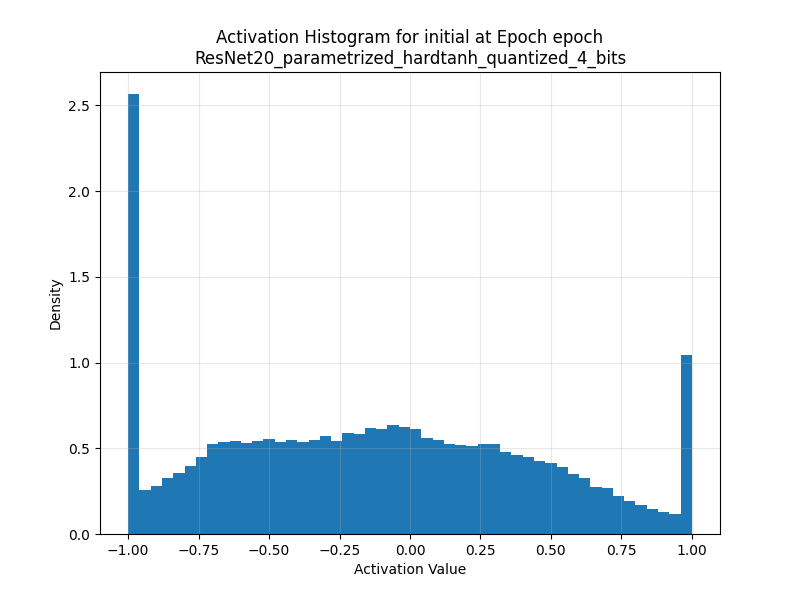 Activation Histogram for initial at Epoch epoch
ResNet20_parametrized_hardtanh_quantized_4_bits
2.5
2.0
1.5
1.0
0.5
0.0
Density
−1.00 −0.75 −0.50 −0.25 0.00 0.25 0.50 0.75 1.00
Activation Value